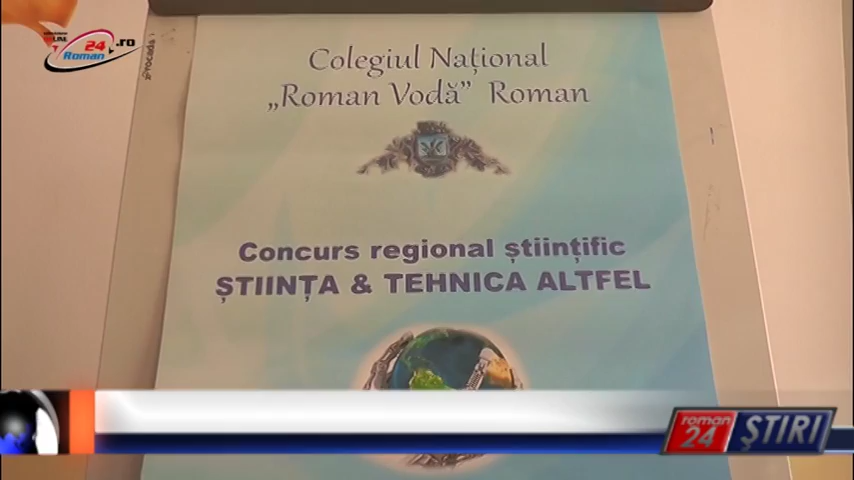 24
Roman
.ro
Colegiul Național
„Roman Vodă” Roman
Concurs regional științific
ȘTIINȚA & TEHNICA ALTFEL
roman
24
ȘTIRI